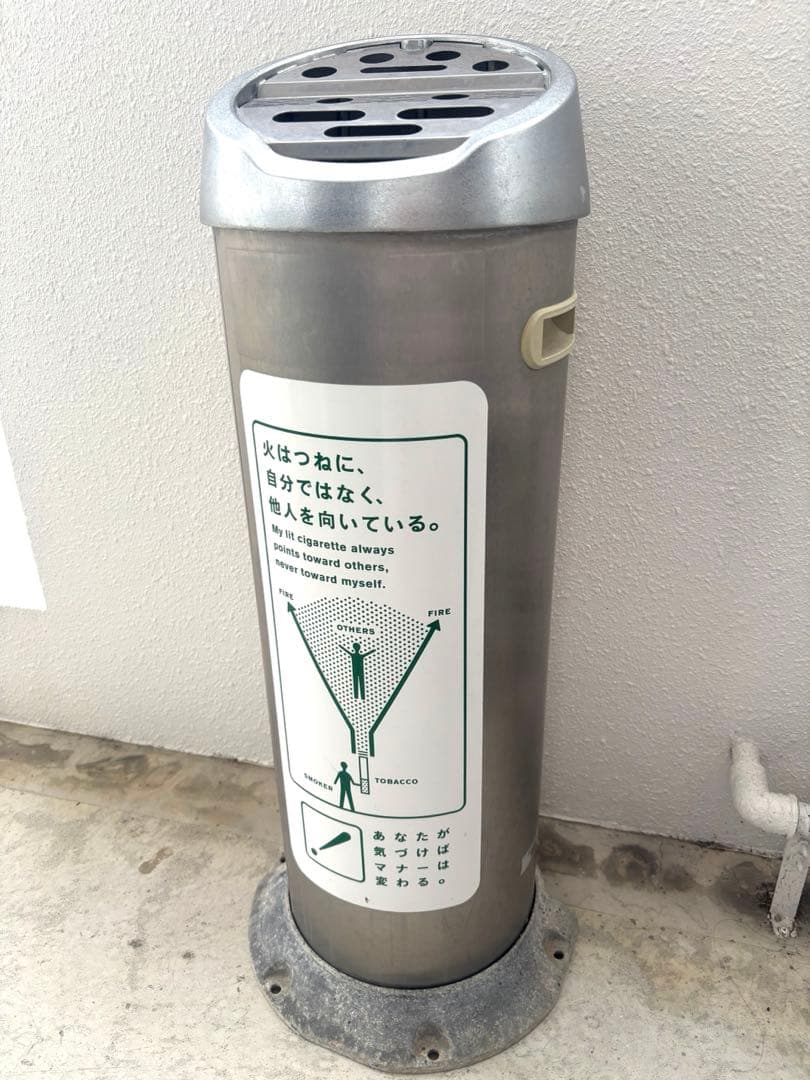 火はつねに、
自分ではなく、
他人を向いている。
My lit cigarette always
points toward others,
never toward myself.
FIRE
FIRE
OTHERS
SMOKER
TOBACCO
あなたが
気づけば
マナーは
変わる。